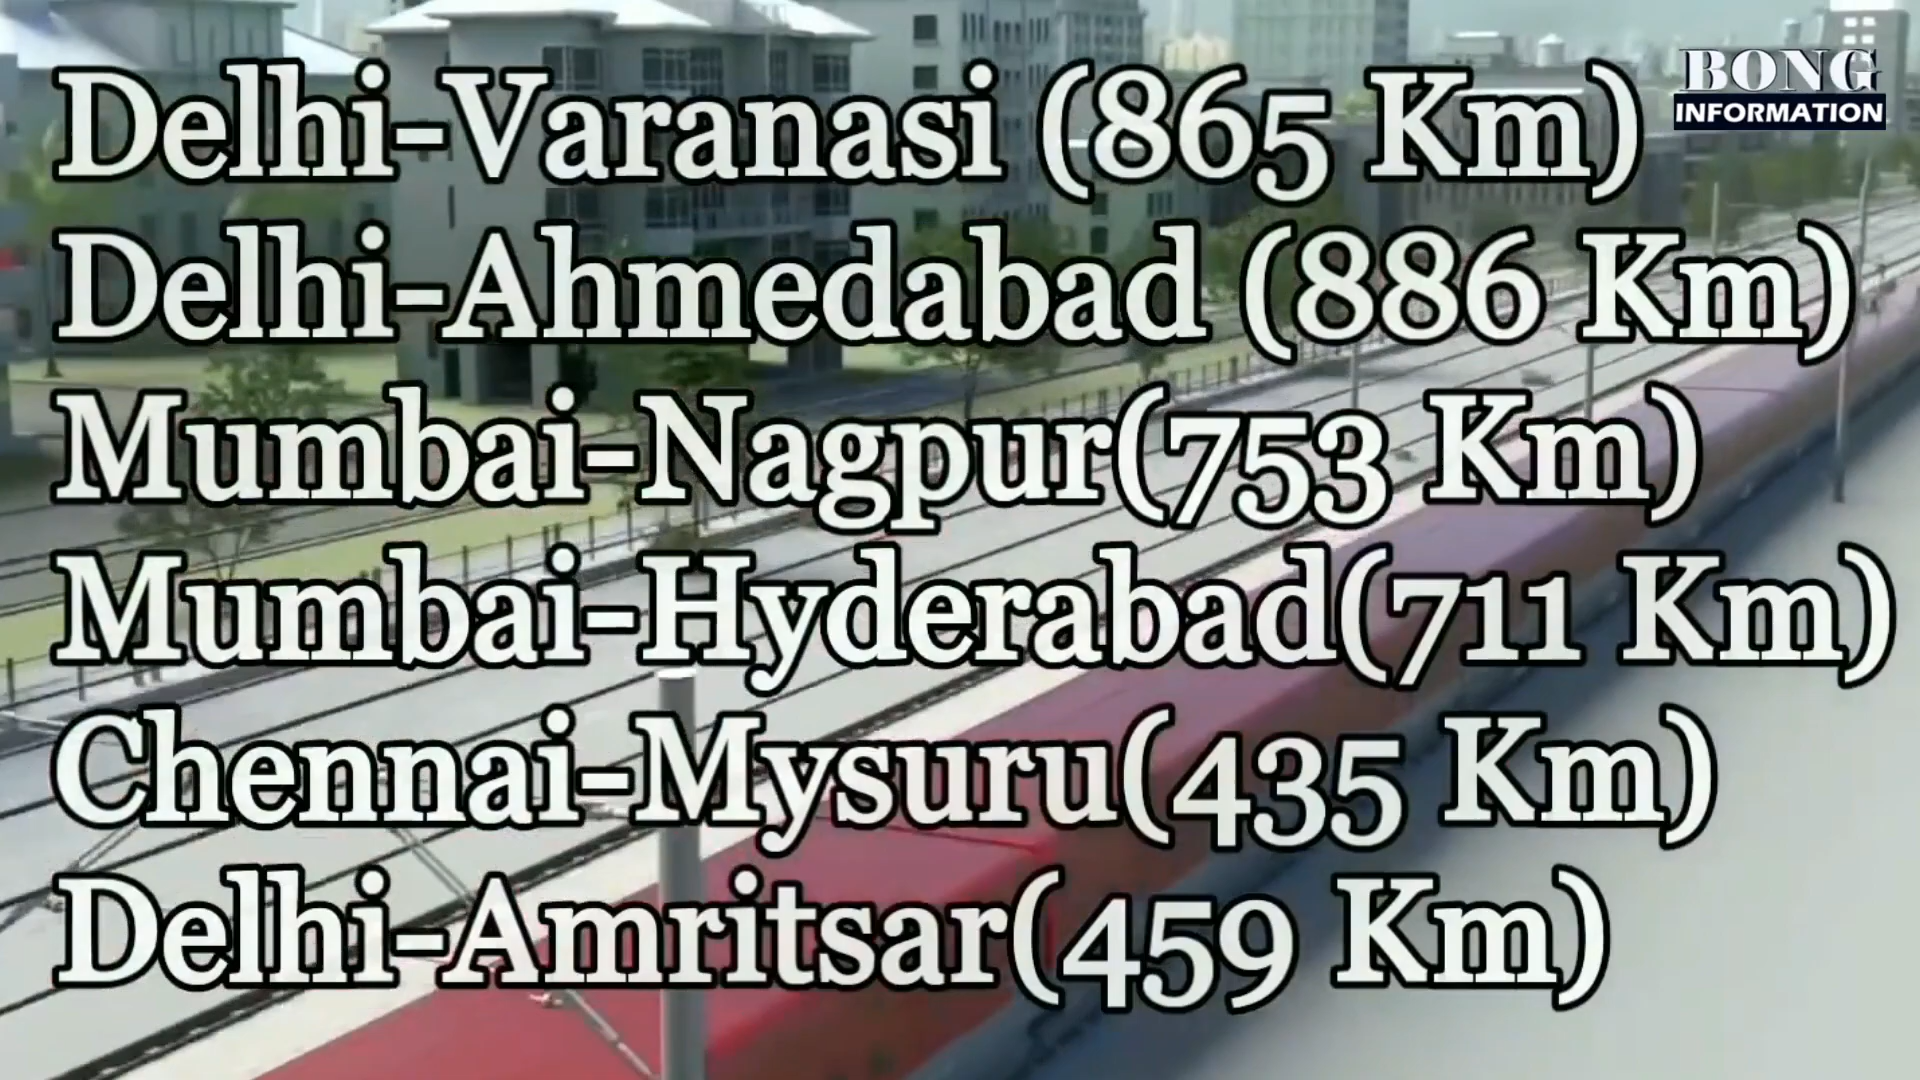 BONG
INFORMATION
Delhi-Varanasi (865 Km)
Delhi-Ahmedabad (886 Km)
Mumbai-Nagpur(753 Km)
Mumbai-Hyderabad(711 Km)
Chennai-Mysuru(435 Km)
Delhi-Amritsar(459 Km)